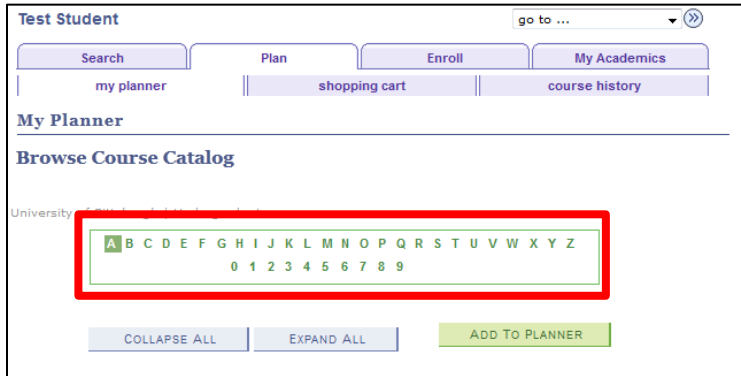 Test Student go to ...
Search Plan Enroll My Academics
my planner shopping cart course history
My Planner
Browse Course Catalog
University
A B C D E F G H I J K L M N O P Q R S T U V W X Y Z
0 1 2 3 4 5 6 7 8 9
COLLAPSE ALL EXPAND ALL ADD TO PLANNER